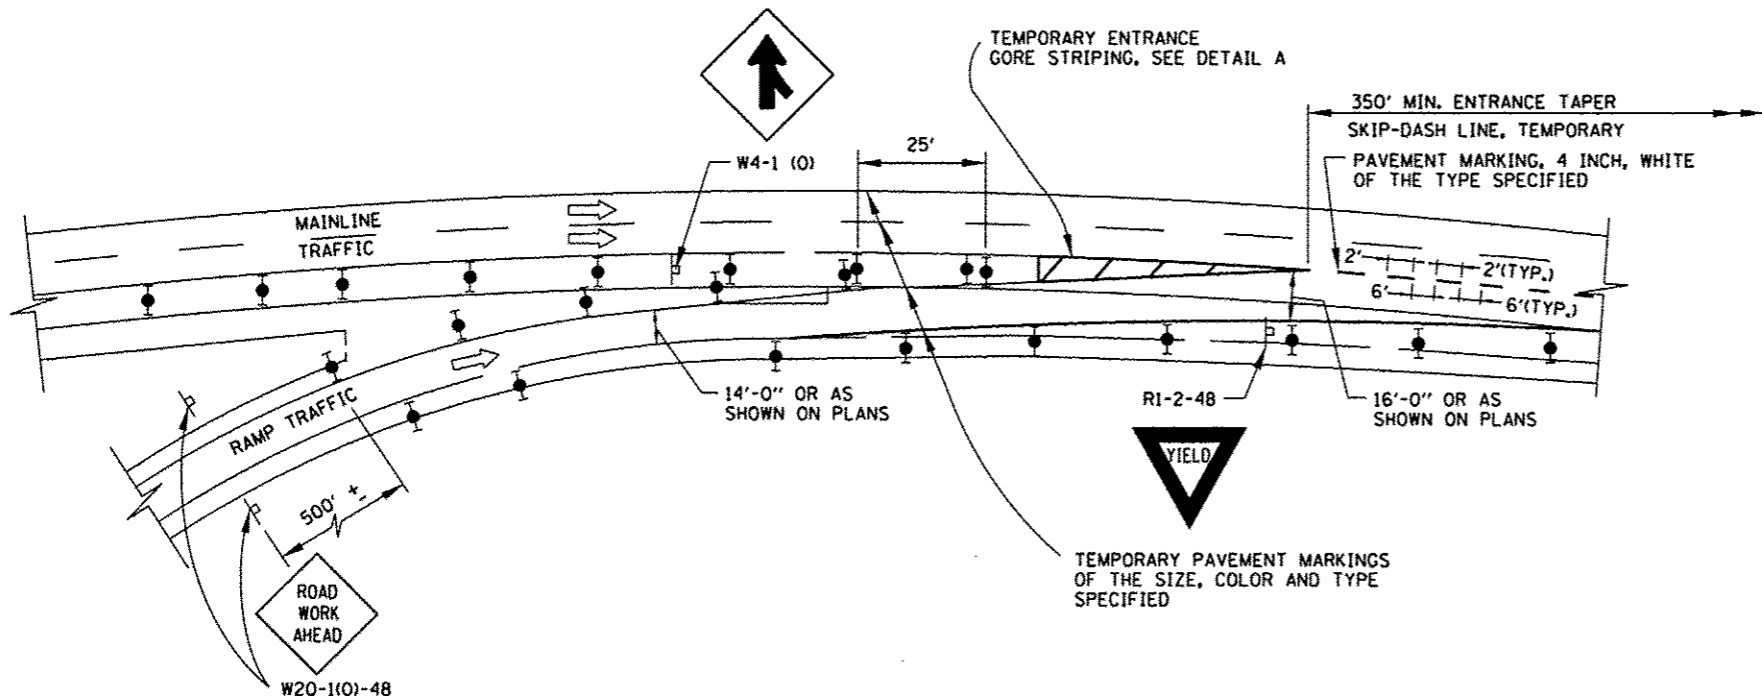 TEMPORARY ENTRANCE
GORE STRIPING, SEE DETAIL A
350' MIN. ENTRANCE TAPER
SKIP-DASH LINE, TEMPORARY
PAVEMENT MARKING, 4 INCH, WHITE
OF THE TYPE SPECIFIED
25'
W4-1 (O)
MAINLINE
TRAFFIC
2'
2'(TYP.)
6'
6'(TYP.)
RAMP TRAFFIC
14'-0" OR AS
SHOWN ON PLANS
R1-2-48
16'-0" OR AS
SHOWN ON PLANS
YIELD
500' +-
TEMPORARY PAVEMENT MARKINGS
OF THE SIZE, COLOR AND TYPE
SPECIFIED
ROAD
WORK
AHEAD
W20-1(O)-48